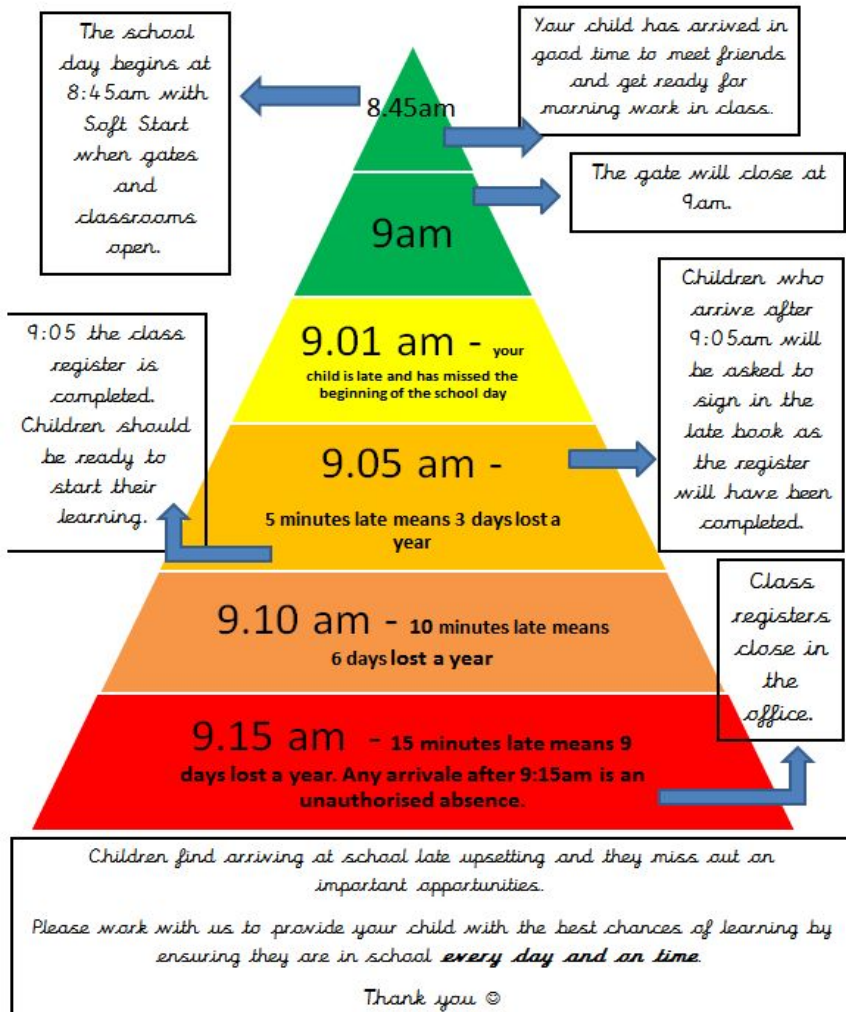 The school
day begins at
8:45am with
Soft Start
when gates
and
classrooms
open.
Your child has arrived in
good time to meet friends
and get ready for
morning work in class.
8.45am
The gate will close at
9am.
9am
9:05 the class
register is
completed.
Children should
be ready to
start their
learning.
9.01 am - your
child is late and has missed the
beginning of the school day
Children who
arrive after
9:05am will
be asked to
sign in the
late book as
the register
will have been
completed.
9.05 am -
5 minutes late means 3 days lost a
year
9.10 am - 10 minutes late means
6 days lost a year
Class
registers
close in
the
office.
9.15 am - 15 minutes late means 9
days lost a year. Any arrivale after 9:15am is an
unauthorised absence.
Children find arriving at school late upsetting and they miss out on
important opportunities.
Please work with us to provide your child with the best chances of learning by
ensuring they are in school every day and on time.
Thank you ☺